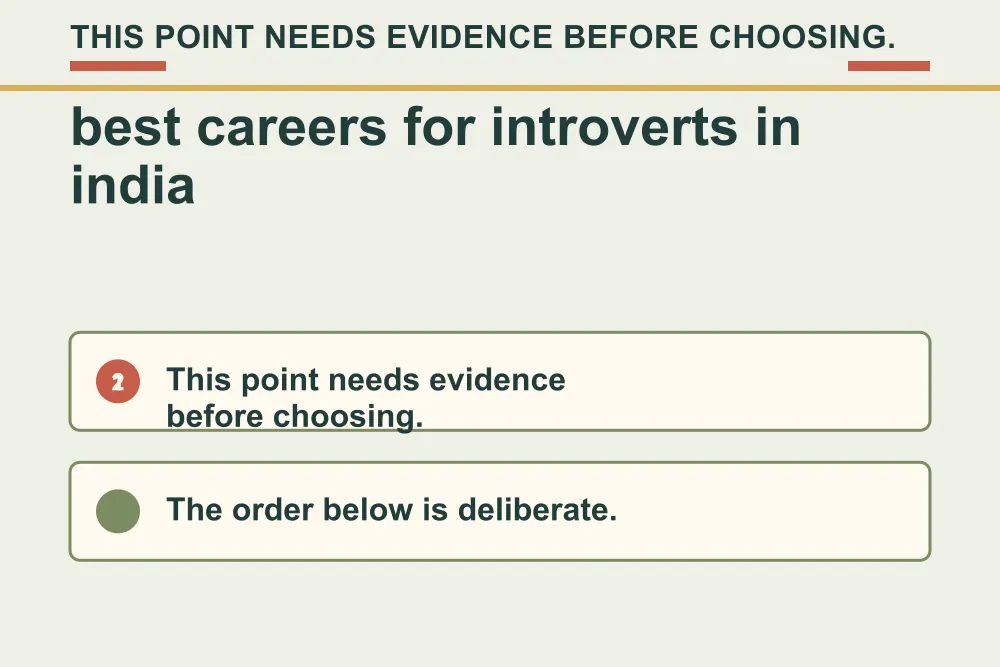 THIS POINT NEEDS EVIDENCE BEFORE CHOOSING.
best careers for introverts in
india
2
This point needs evidence
before choosing.
The order below is deliberate.